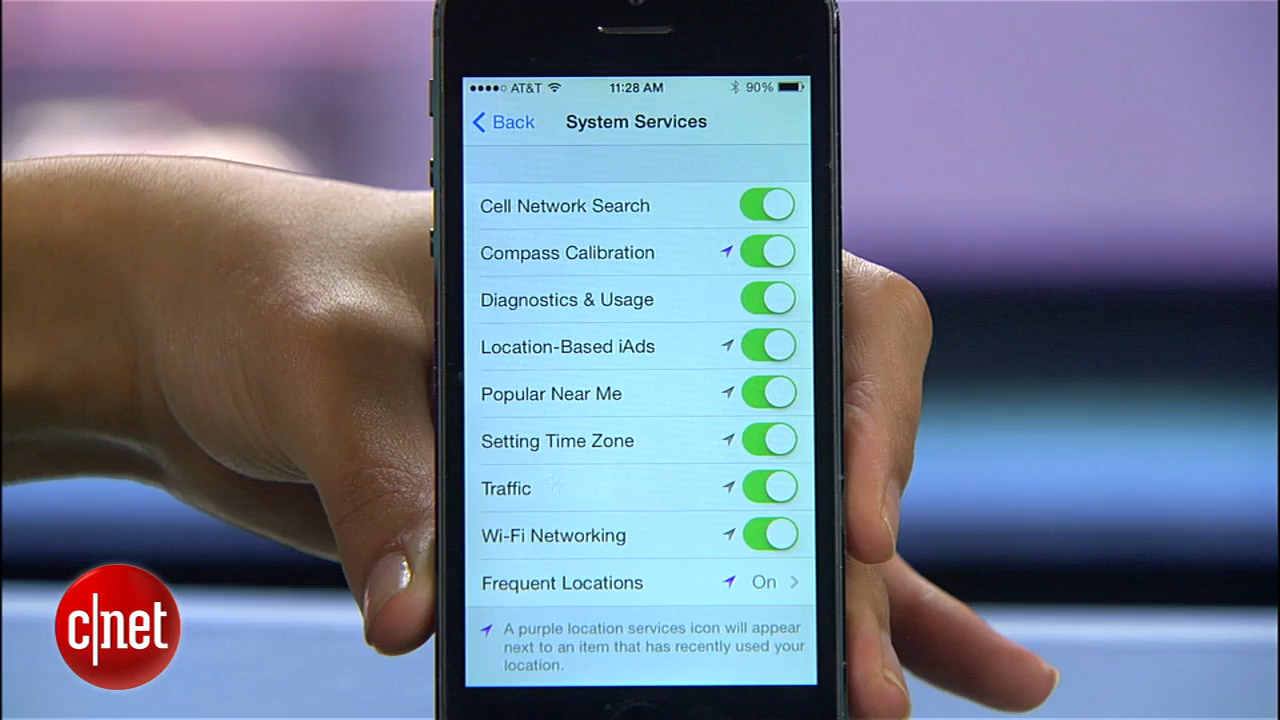 AT&T 11:28 AM 90%
Back System Services
Cell Network Search
Compass Calibration
Diagnostics & Usage
Location-Based iAds
Popular Near Me
Setting Time Zone
Traffic
Wi-Fi Networking
Frequent Locations On
A purple location services icon will appear
next to an item that has recently used your
location.
c|net